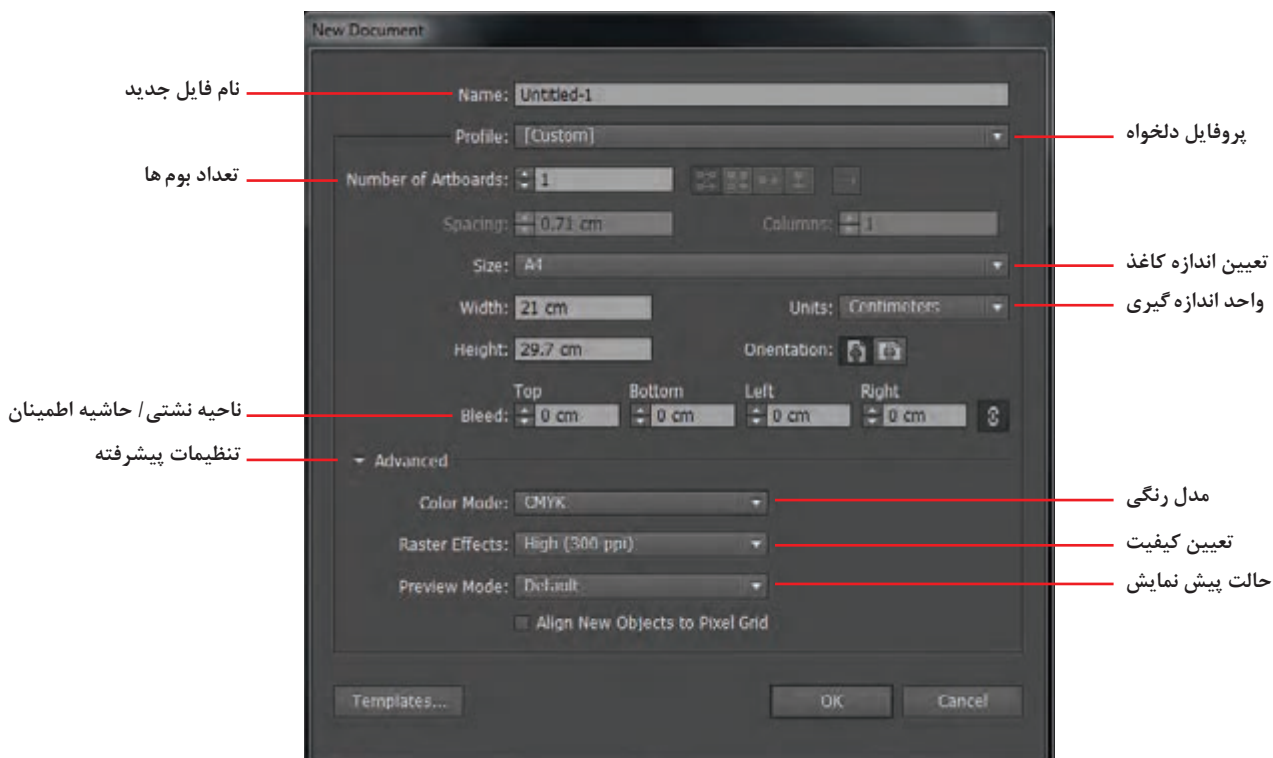 New Document
نام فایل جدید
Name: Untitled-1
Profile: [Custom]
پروفایل دلخواه
تعداد بوم ها
Number of Artboards: 1
Spacing: 0.71 cm
Columns: 1
Size: A4
تعیین اندازه کاغذ
Width: 21 cm
Units: Centimeters
واحد اندازه گیری
Height: 29.7 cm
Orientation:
Top Bottom Left Right
ناحیه نشتی/ حاشیه اطمینان
Bleed: 0 cm 0 cm 0 cm 0 cm
تنظیمات پیشرفته
Advanced
Color Mode: CMYK
مدل رنگی
Raster Effects: High (300 ppi)
تعیین کیفیت
Preview Mode: Default
حالت پیش نمایش
Align New Objects to Pixel Grid
Templates...
OK
Cancel